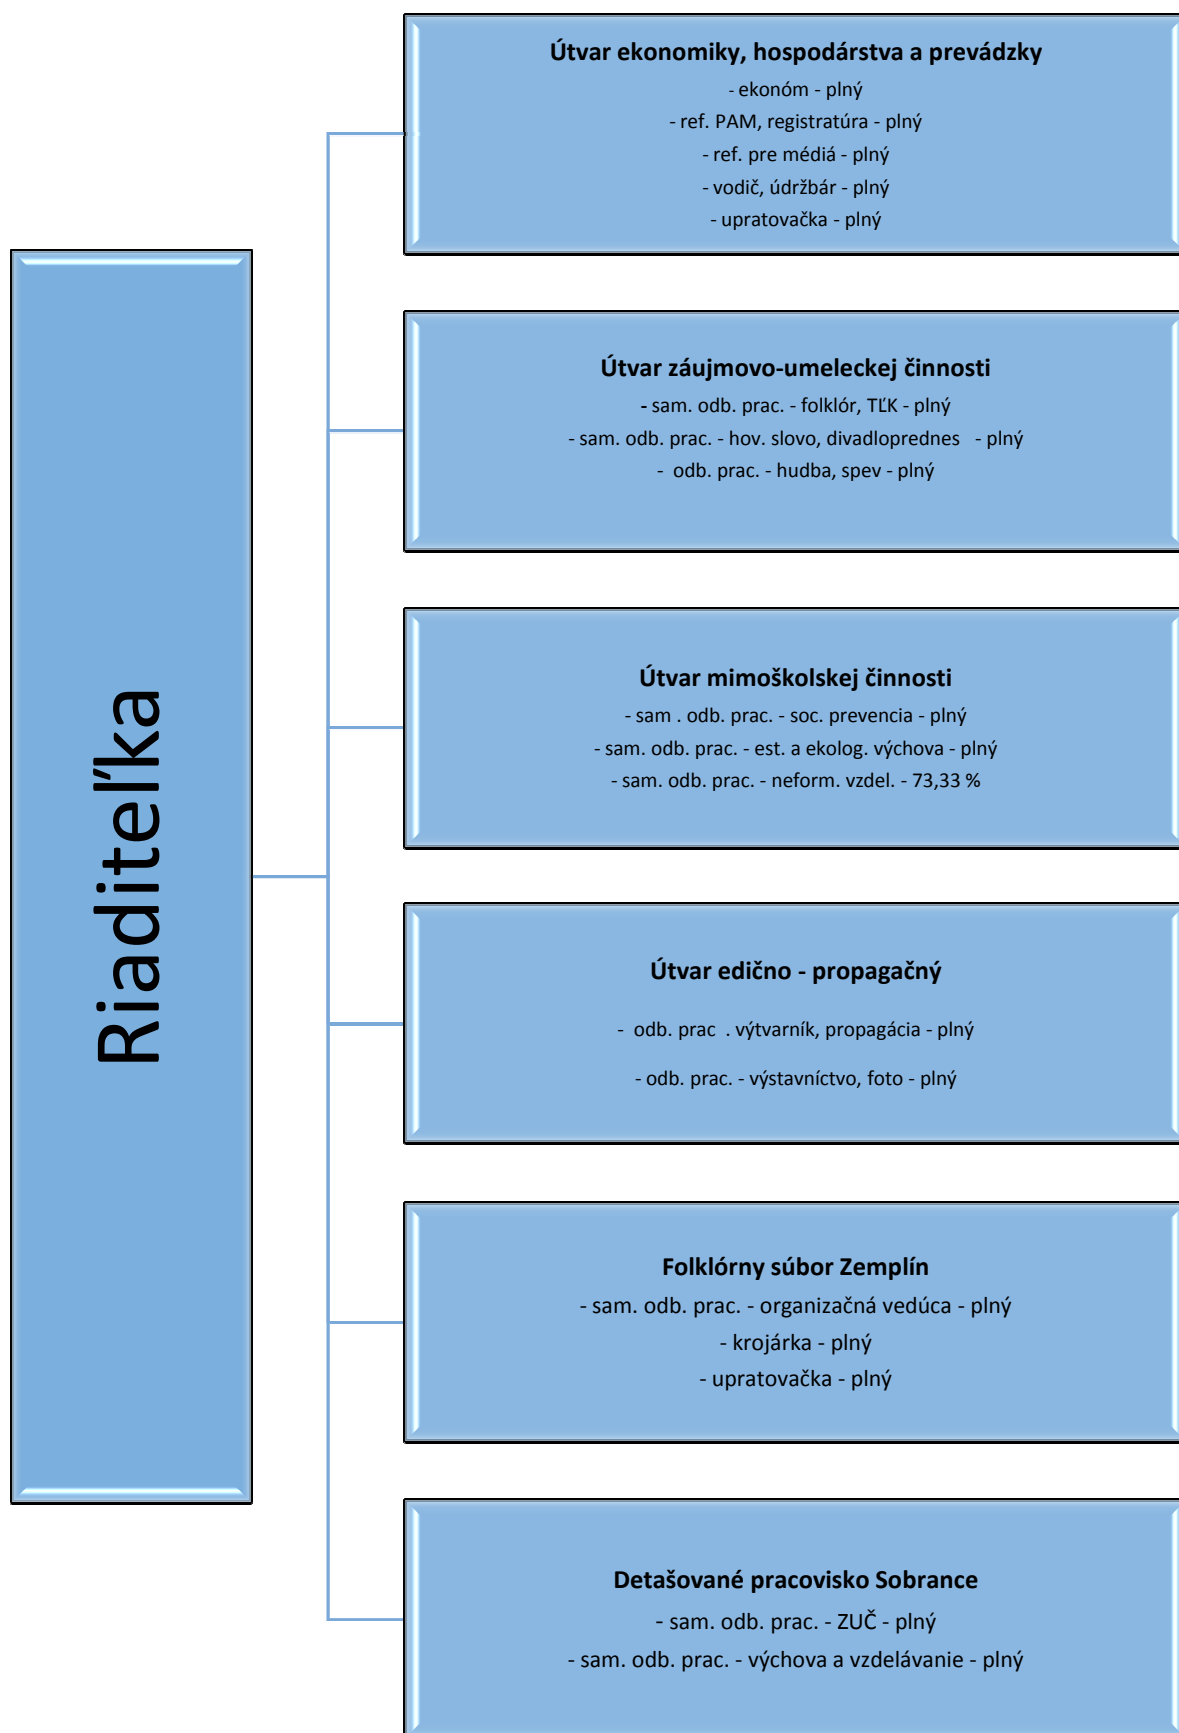 Riaditeľka
Útvar ekonomiky, hospodárstva a prevádzky
- ekonóm - plný
- ref. PAM, registratúra - plný
- ref. pre médiá - plný
- vodič, údržbár - plný
- upratovačka - plný
Útvar záujmovo-umeleckej činnosti
- sam. odb. prac. - folklór, TĽK - plný
- sam. odb. prac. - hov. slovo, divadloprednes - plný
- odb. prac. - hudba, spev - plný
Útvar mimoškolskej činnosti
- sam . odb. prac. - soc. prevencia - plný
- sam. odb. prac. - est. a ekolog. výchova - plný
- sam. odb. prac. - neform. vzdel. - 73,33 %
Útvar edično - propagačný
- odb. prac . výtvarník, propagácia - plný
- odb. prac. - výstavníctvo, foto - plný
Folklórny súbor Zemplín
- sam. odb. prac. - organizačná vedúca - plný
- krojárka - plný
- upratovačka - plný
Detašované pracovisko Sobrance
- sam. odb. prac. - ZUČ - plný
- sam. odb. prac. - výchova a vzdelávanie - plný